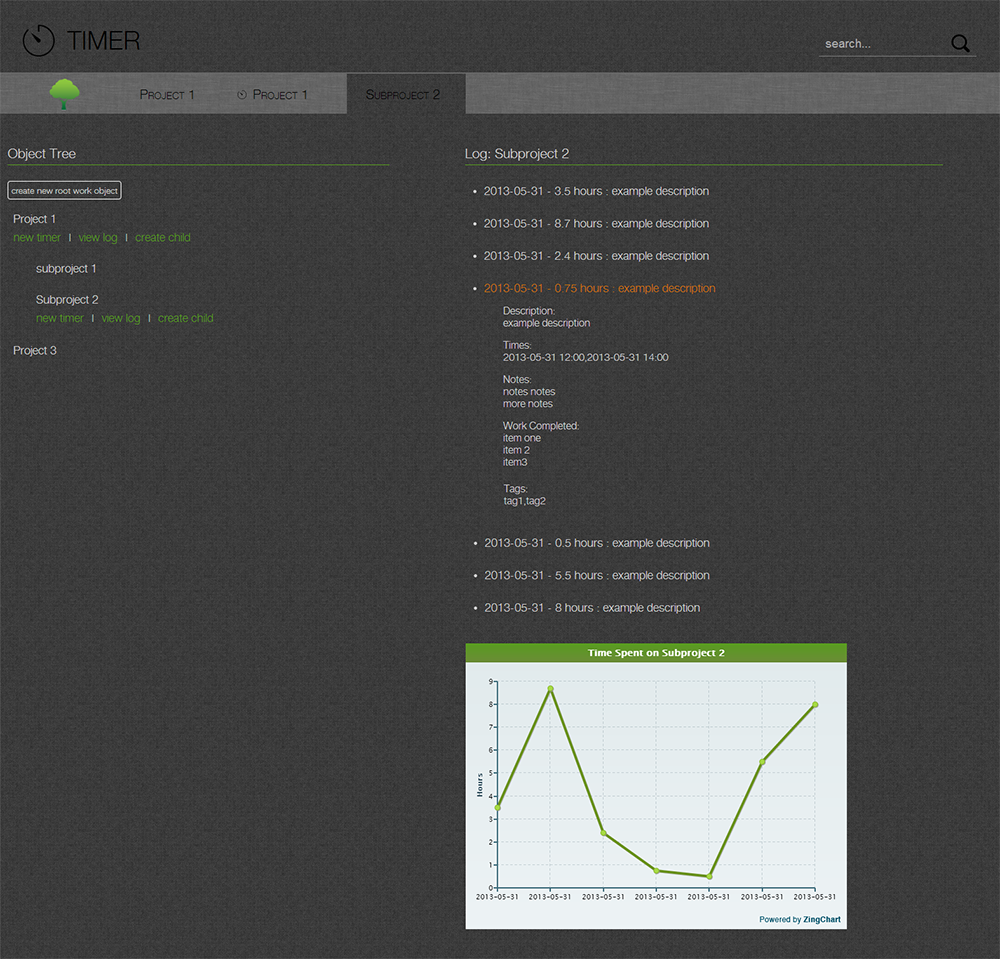 TIMER
search...
Project 1
Project 1
Subproject 2
Object Tree
create new root work object
Project 1
new timer | view log | create child
subproject 1
Subproject 2
new timer | view log | create child
Project 3
Log: Subproject 2
• 2013-05-31 - 3.5 hours : example description
• 2013-05-31 - 8.7 hours : example description
• 2013-05-31 - 2.4 hours : example description
• 2013-05-31 - 0.75 hours : example description
Description:
example description
Times:
2013-05-31 12:00,2013-05-31 14:00
Notes:
notes notes
more notes
Work Completed:
item one
item 2
item3
Tags:
tag1,tag2
• 2013-05-31 - 0.5 hours : example description
• 2013-05-31 - 5.5 hours : example description
• 2013-05-31 - 8 hours : example description
Time Spent on Subproject 2
Hours
9
8
7
6
5
4
3
2
1
0
2013-05-31 2013-05-31 2013-05-31 2013-05-31 2013-05-31 2013-05-31 2013-05-31
Powered by ZingChart